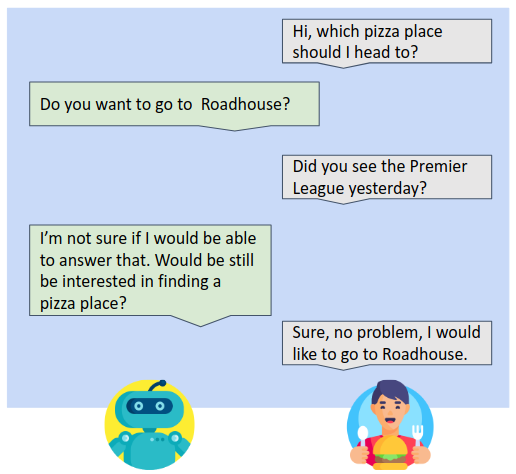 Hi, which pizza place
should I head to?
Do you want to go to  Roadhouse?
Did you see the Premier
League yesterday?
I’m not sure if I would be able
to answer that. Would be still
be interested in finding a
pizza place?
Sure, no problem, I would
like to go to Roadhouse.